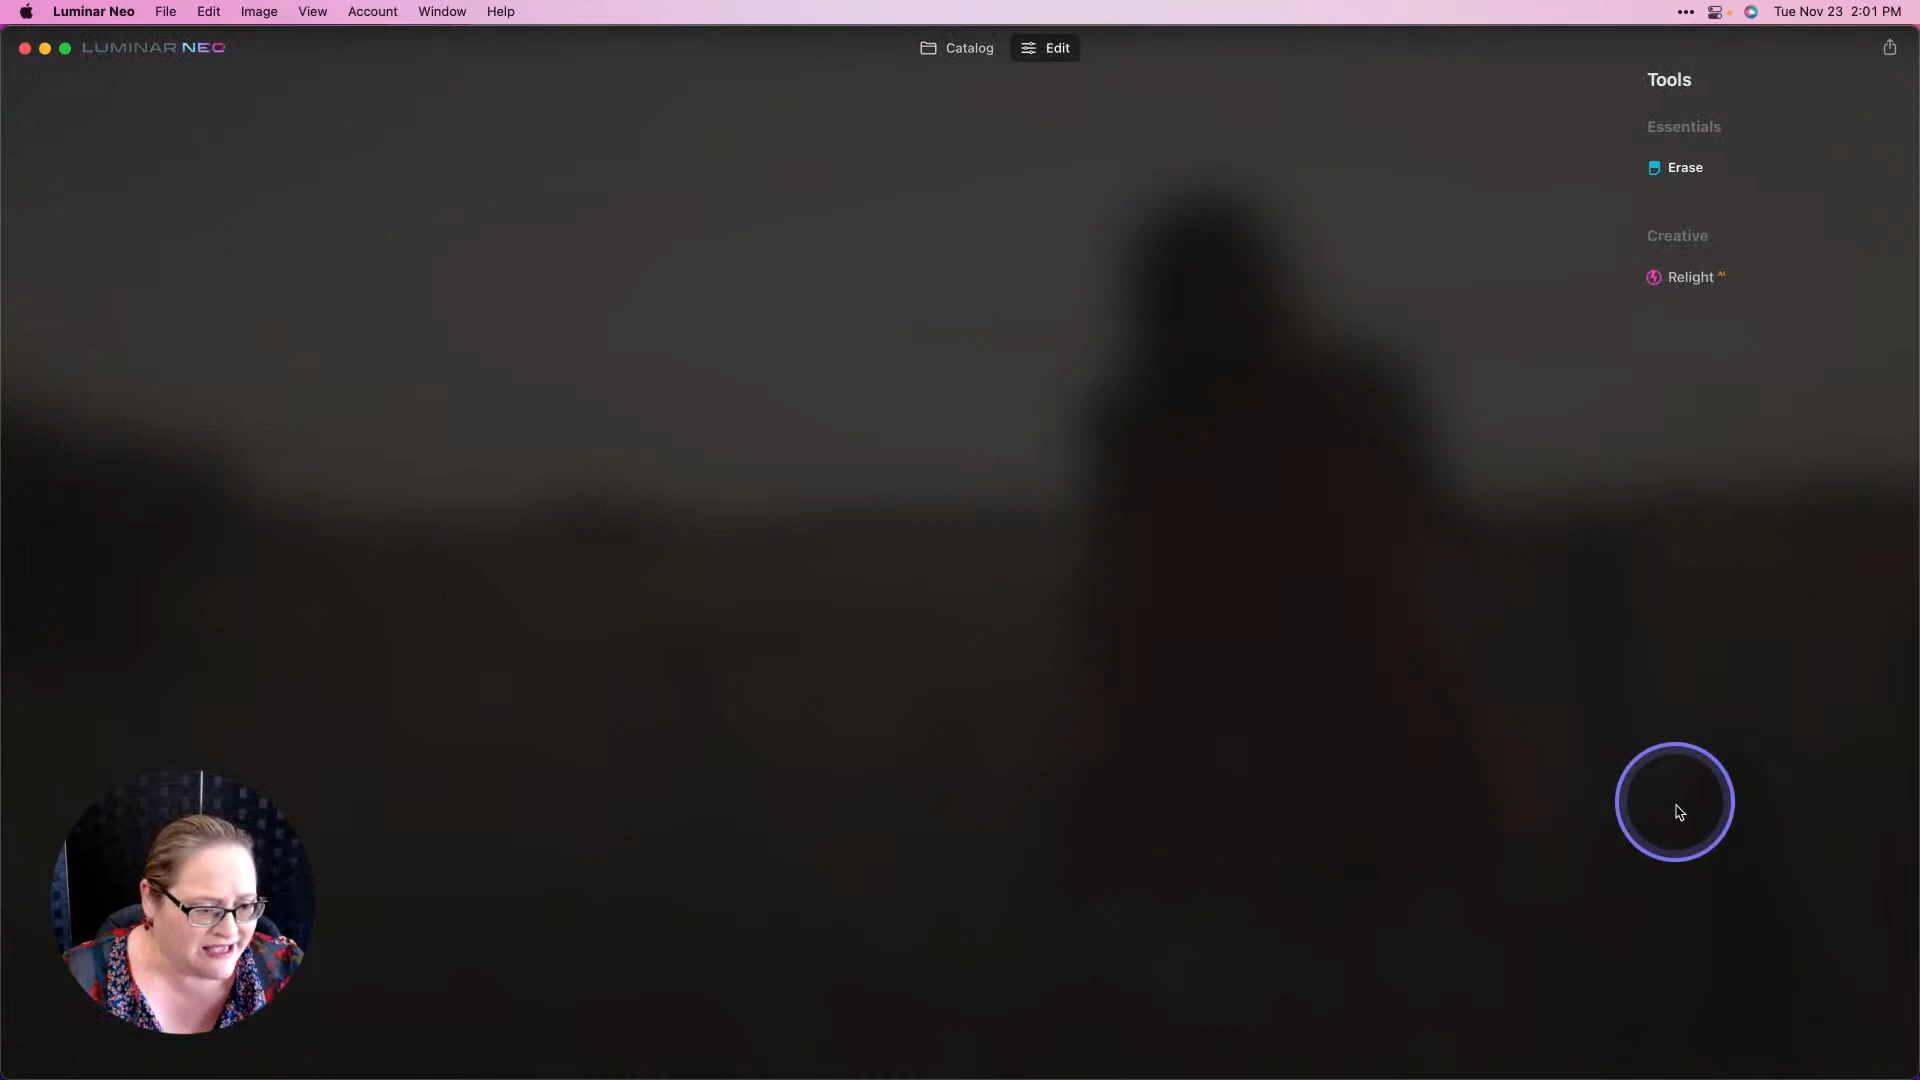 Luminar Neo File Edit Image View Account Window Help ••• Tue Nov 23 2:01 PM
LUMINAR NEO Catalog Edit
Tools
Essentials
Erase
Creative
Relight AI